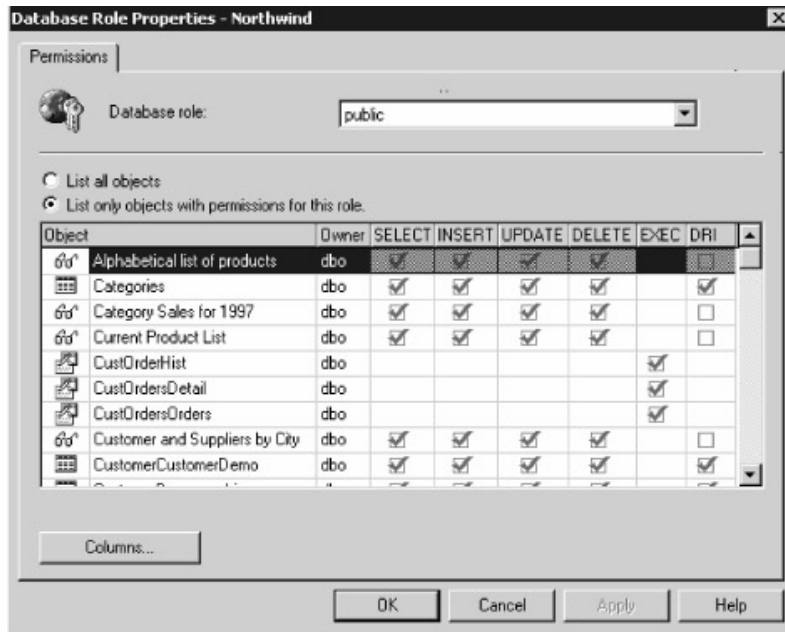 Database Role Properties - Northwind
Permissions
Database role:
public
List all objects
List only objects with permissions for this role.
Object Owner SELECT INSERT UPDATE DELETE EXEC DRI
Alphabetical list of products dbo
Categories dbo
Category Sales for 1997 dbo
Current Product List dbo
CustOrderHist dbo
CustOrdersDetail dbo
CustOrdersOrders dbo
Customer and Suppliers by City dbo
CustomerCustomerDemo dbo
Columns...
OK Cancel Apply Help